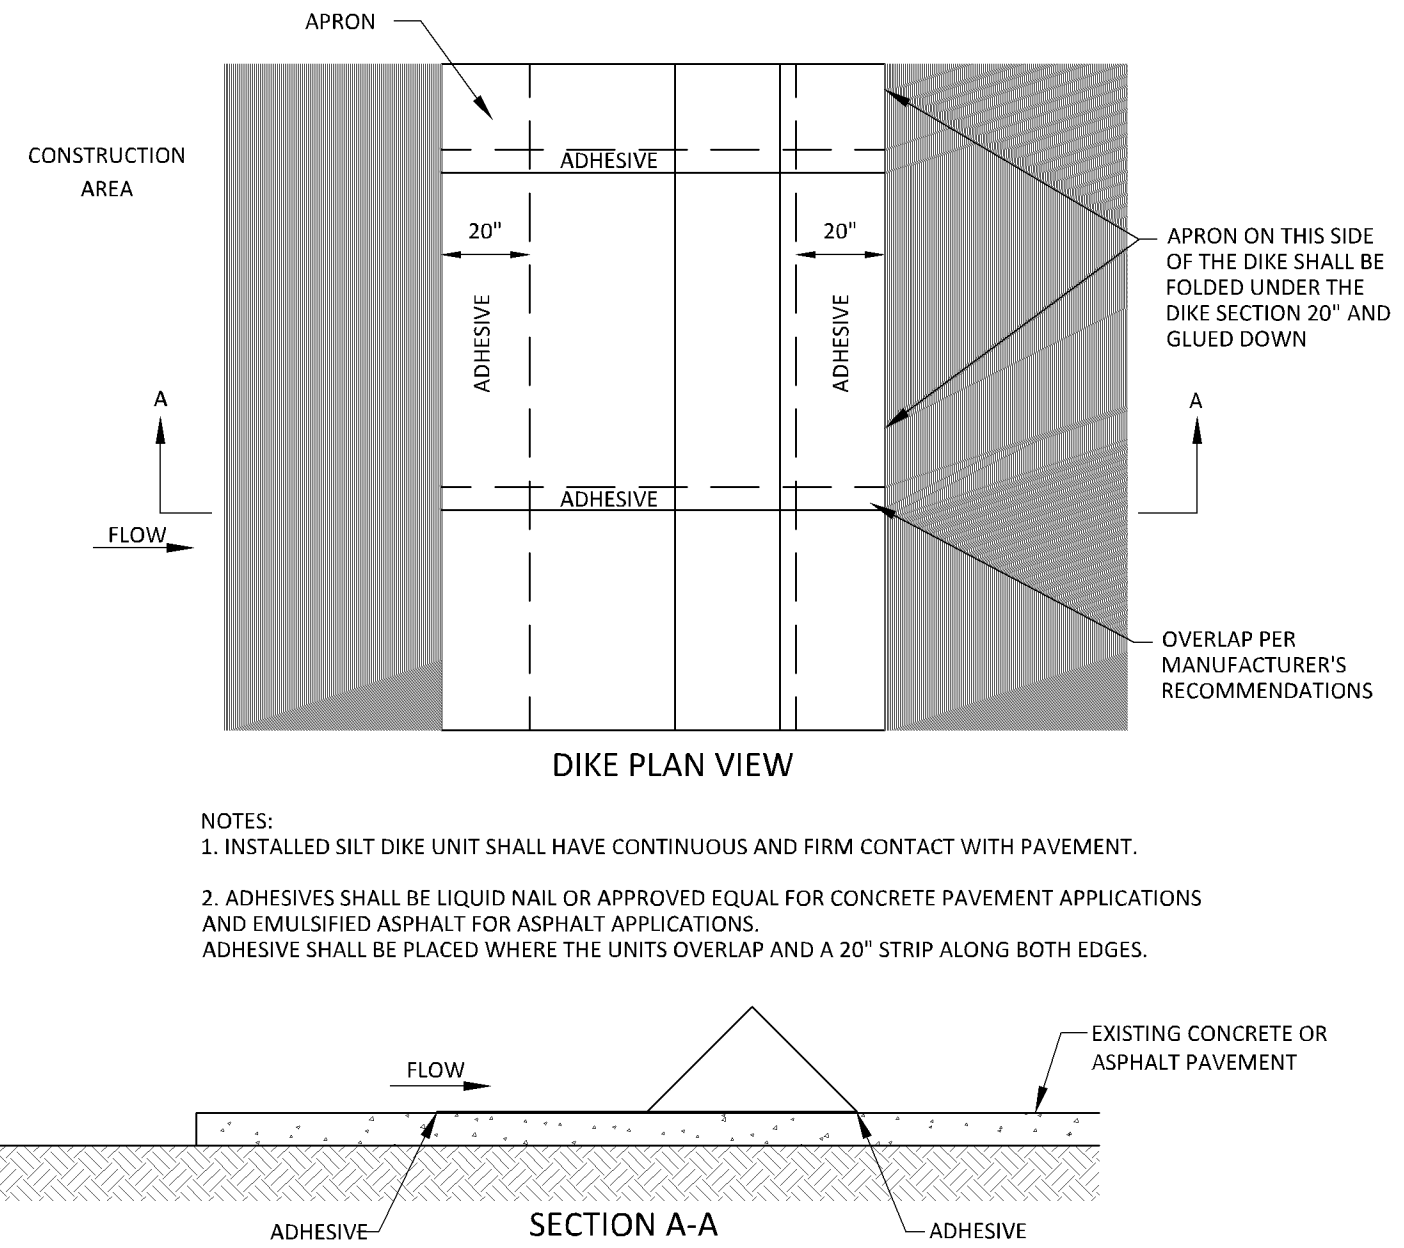 APRON
CONSTRUCTION
AREA
ADHESIVE
20"
20"
ADHESIVE
ADHESIVE
APRON ON THIS SIDE
OF THE DIKE SHALL BE
FOLDED UNDER THE
DIKE SECTION 20" AND
GLUED DOWN
A
A
ADHESIVE
FLOW
OVERLAP PER
MANUFACTURER'S
RECOMMENDATIONS
DIKE PLAN VIEW
NOTES:
1. INSTALLED SILT DIKE UNIT SHALL HAVE CONTINUOUS AND FIRM CONTACT WITH PAVEMENT.
2. ADHESIVES SHALL BE LIQUID NAIL OR APPROVED EQUAL FOR CONCRETE PAVEMENT APPLICATIONS
AND EMULSIFIED ASPHALT FOR ASPHALT APPLICATIONS.
ADHESIVE SHALL BE PLACED WHERE THE UNITS OVERLAP AND A 20" STRIP ALONG BOTH EDGES.
EXISTING CONCRETE OR
ASPHALT PAVEMENT
FLOW
ADHESIVE
SECTION A-A
ADHESIVE